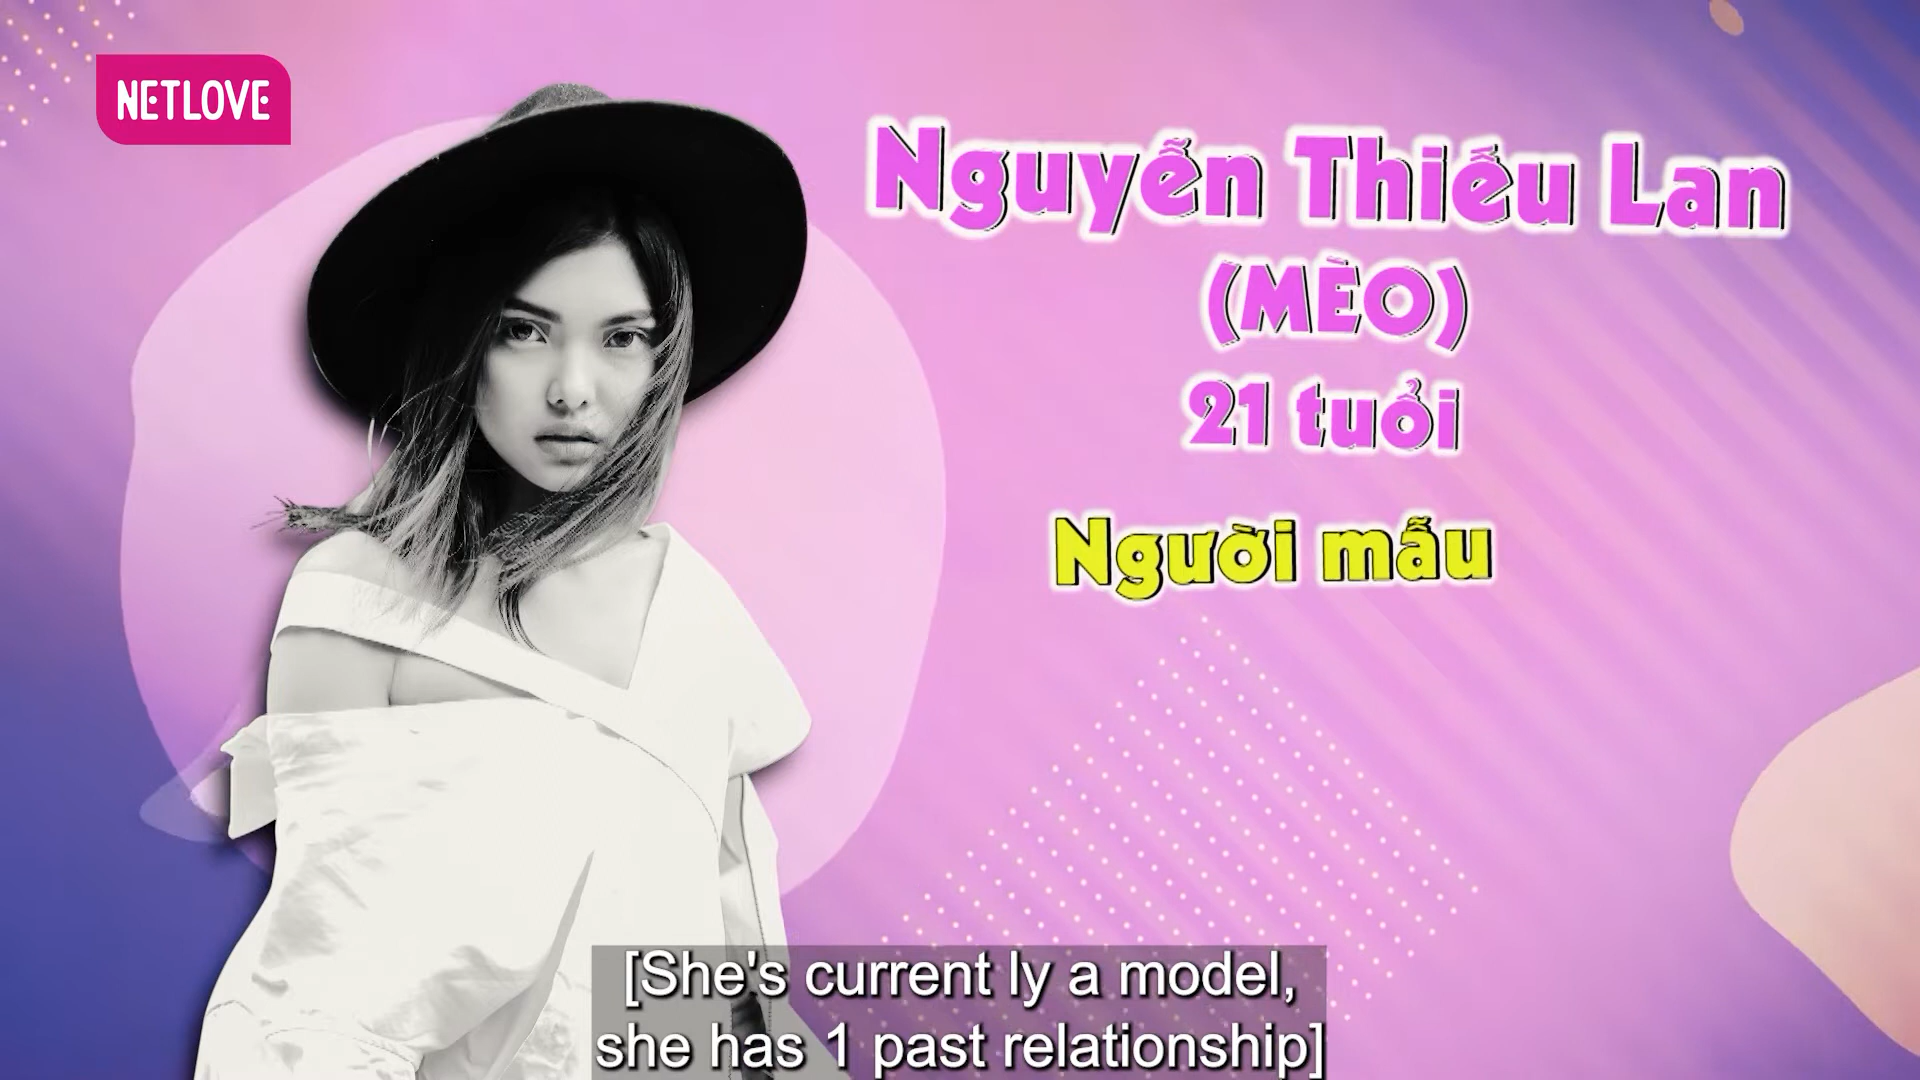 NETLOVE
Nguyễn Thiếu Lan
(MÈO)
21 tuổi
Người mẫu
[She's current ly a model,
she has 1 past relationship]